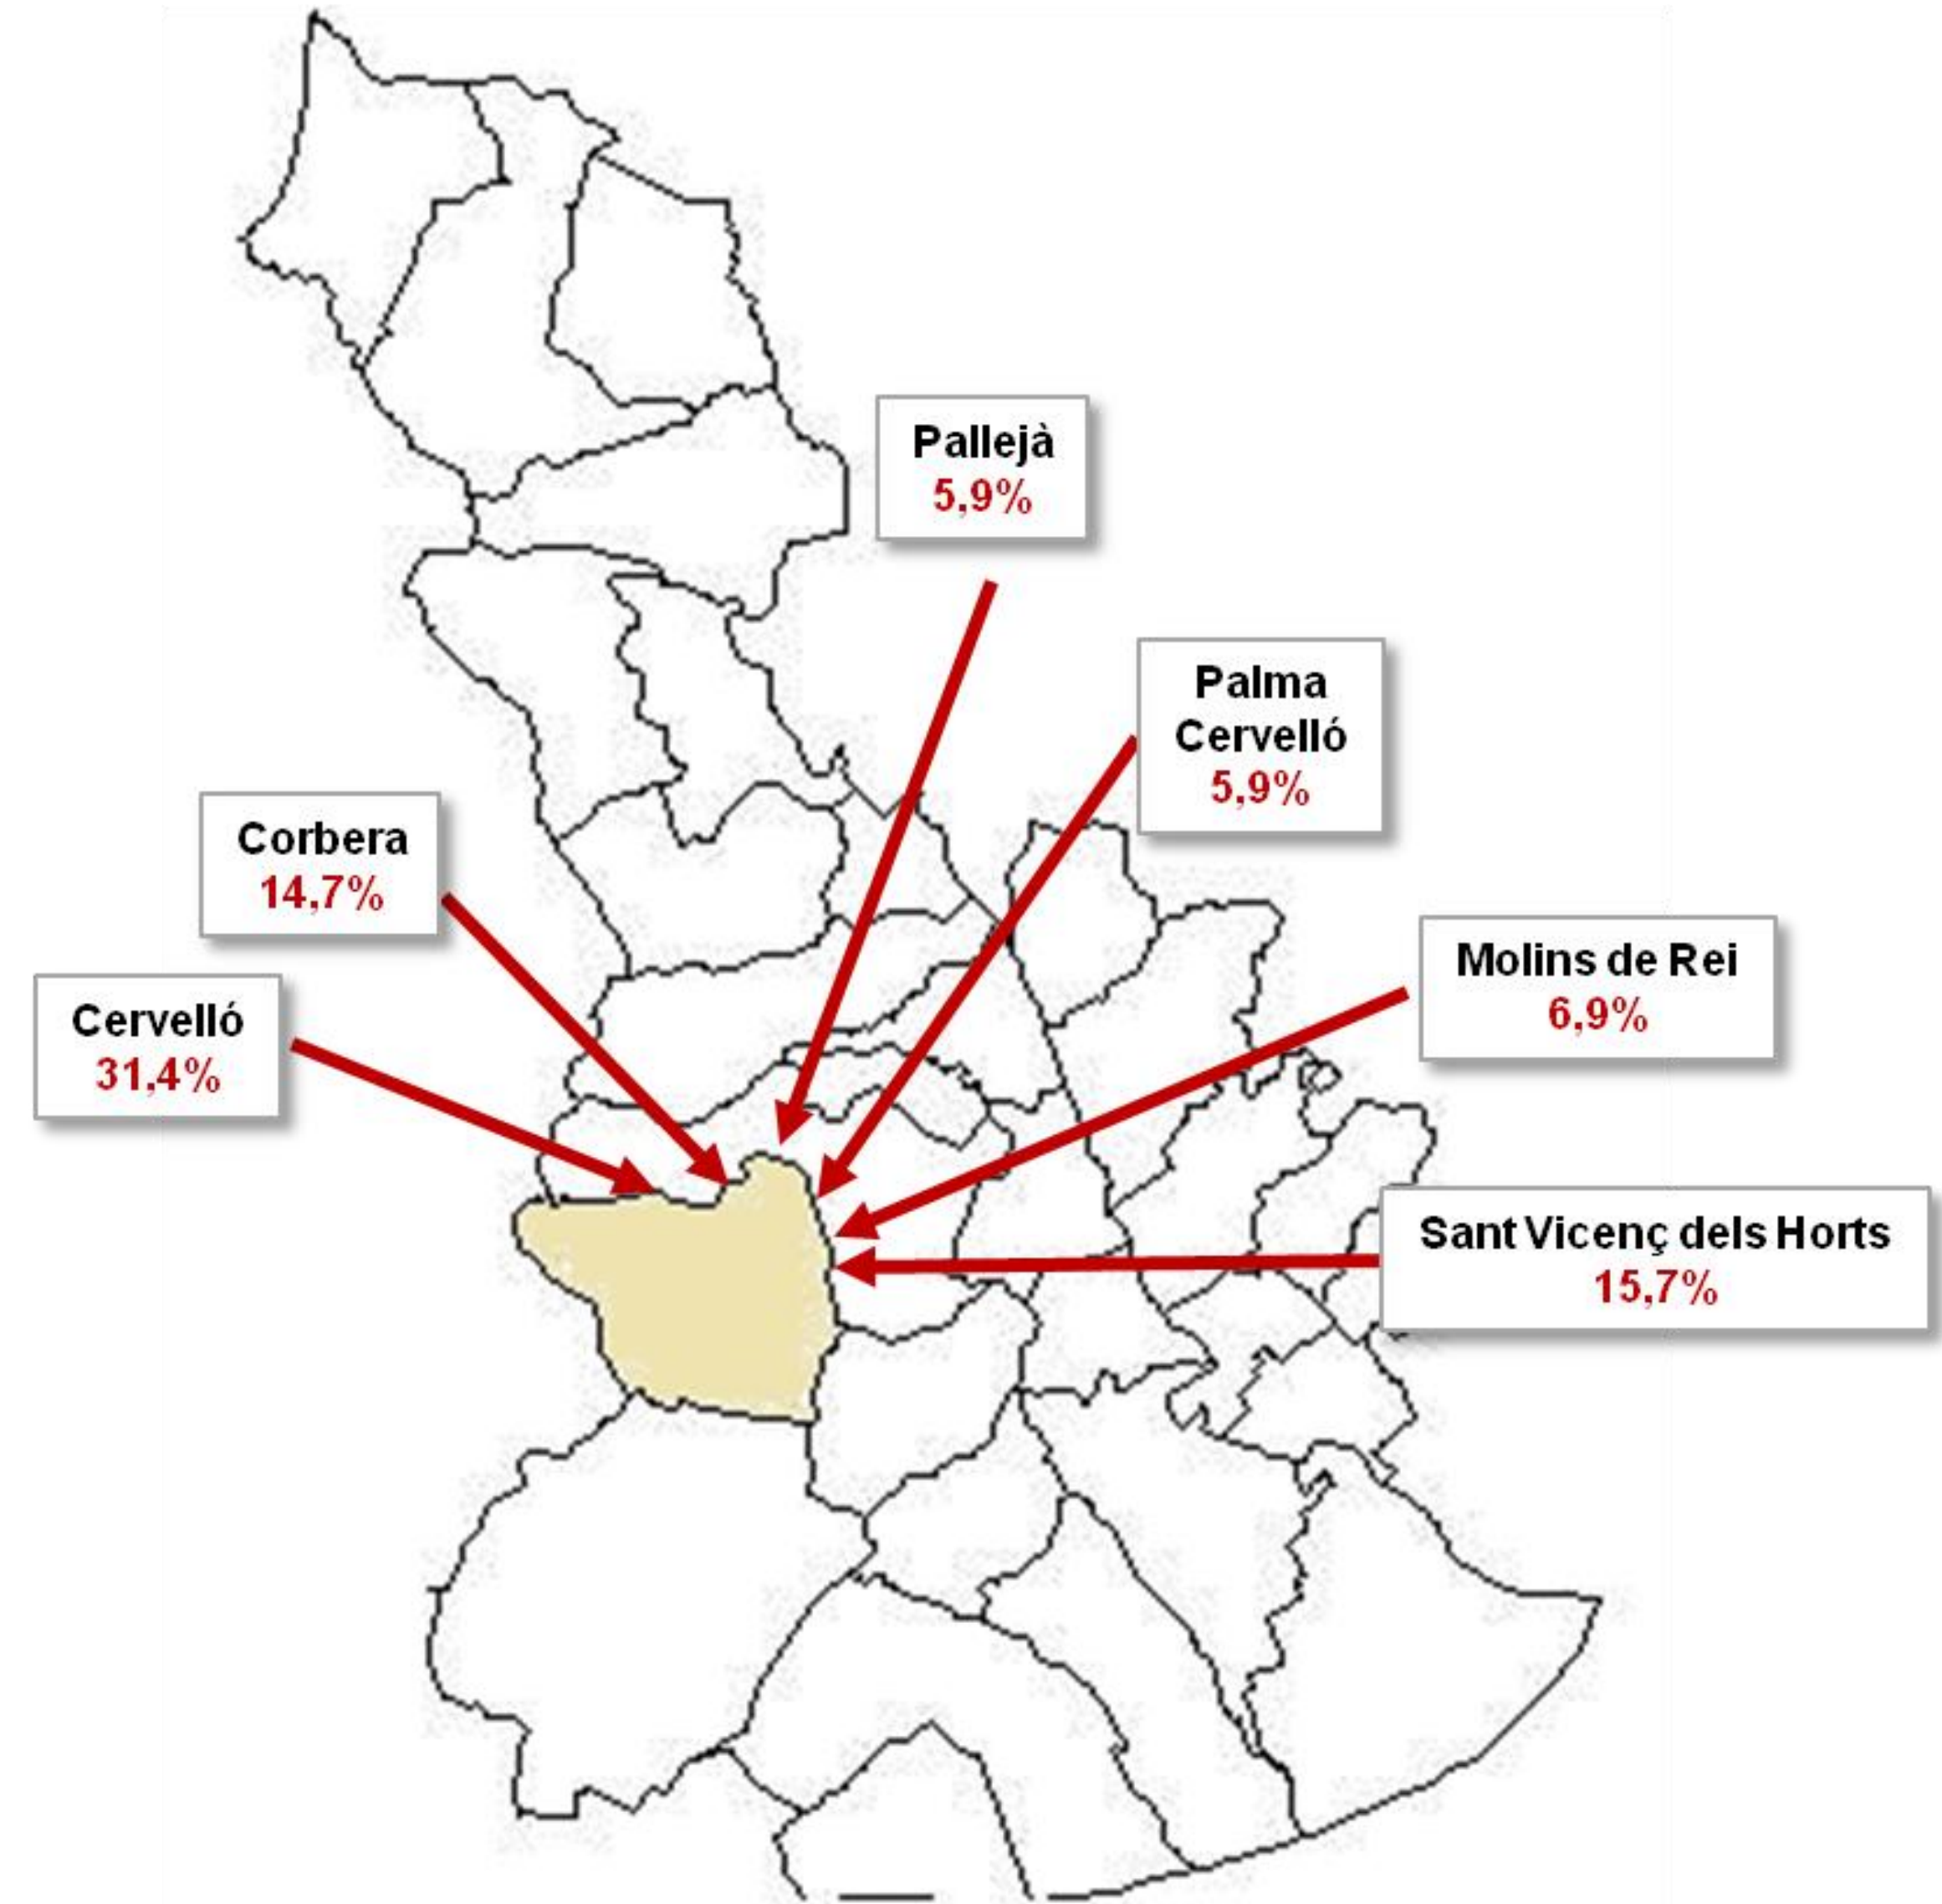 Pallejà
5,9%
Palma
Cervelló
5,9%
Corbera
14,7%
Molins de Rei
6,9%
Cervelló
31,4%
Sant Vicenç dels Horts
15,7%